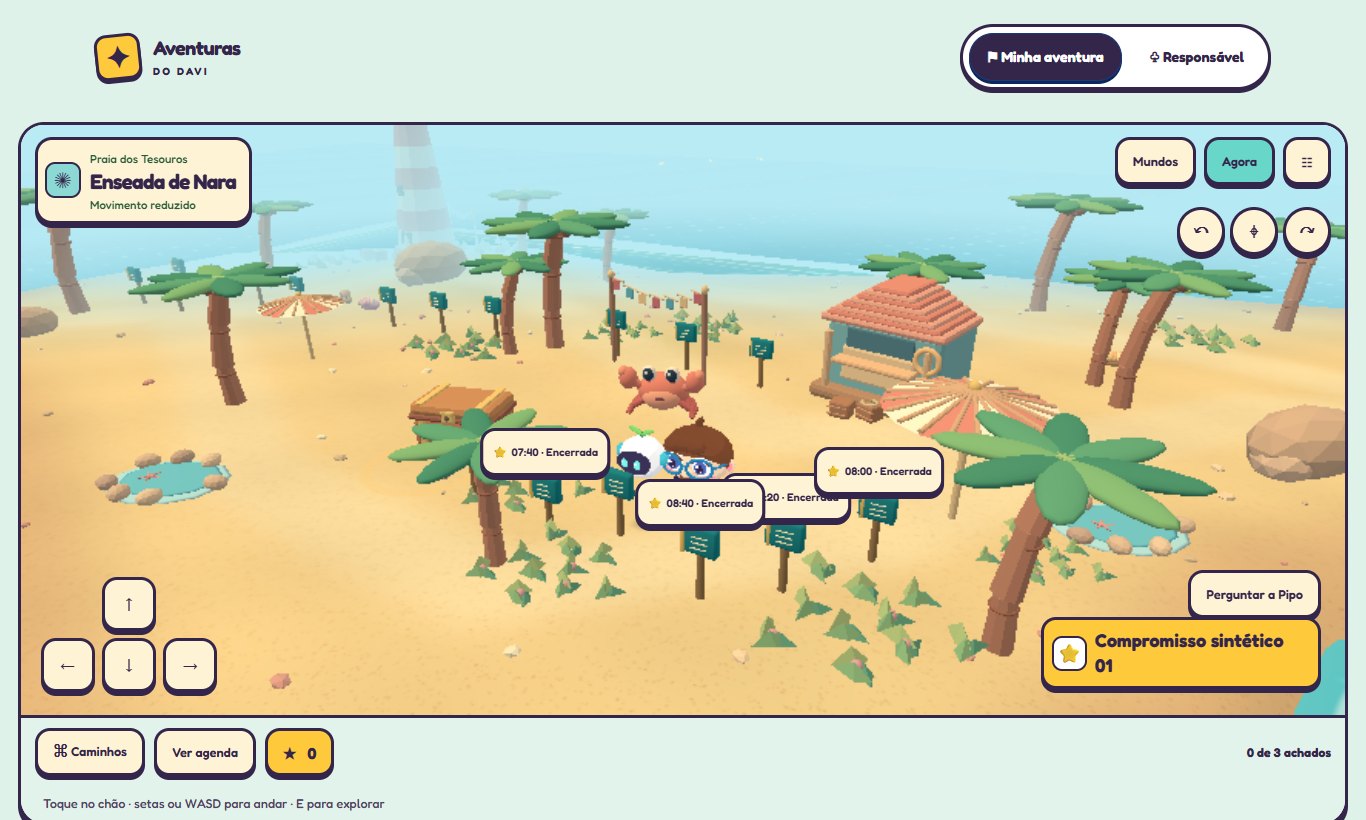 Aventuras
DO DAVI
Minha aventura
Responsável
Praia dos Tesouros
Enseada de Nara
Movimento reduzido
Mundos
Agora
07:40 · Encerrada
08:40 · Encerrada
:20 · Encerrada
08:00 · Encerrada
Perguntar a Pipo
Compromisso sintético
01
Caminhos
Ver agenda
★ 0
0 de 3 achados
Toque no chão · setas ou WASD para andar · E para explorar